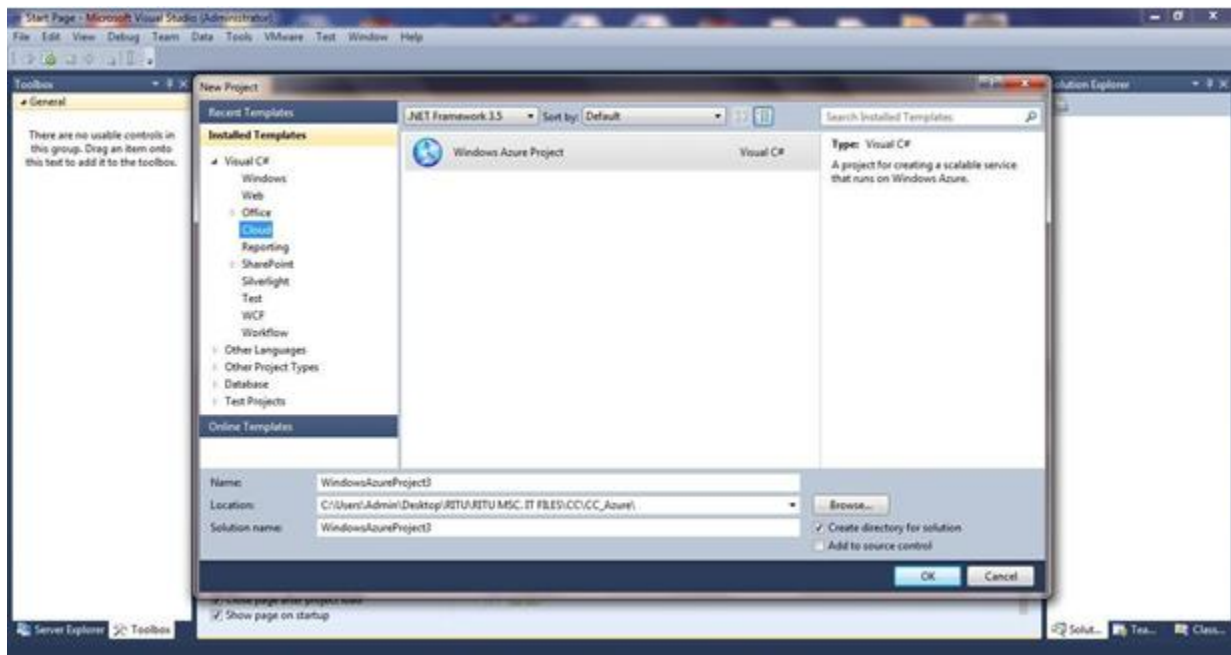 Start Page - Microsoft Visual Studio (Administrator)
File Edit View Debug Team Data Tools VMware Test Window Help
Toolbox
General
There are no usable controls in
this group. Drag an item onto
this text to add it to the toolbox.
New Project
Recent Templates
Installed Templates
Visual C#
Windows
Web
Office
Cloud
Reporting
SharePoint
Silverlight
Test
WCF
Workflow
Other Languages
Other Project Types
Database
Test Projects
Online Templates
.NET Framework 3.5
Sort by: Default
Windows Azure Project Visual C#
Search Installed Templates
Type: Visual C#
A project for creating a scalable service
that runs on Windows Azure.
Name: WindowsAzureProject3
Location: C:\Users\Admin\Desktop\RITU\RITU MSC. IT FILES\CC\CC_Azure\
Solution name: WindowsAzureProject3
Browse...
Create directory for solution
Add to source control
OK Cancel
Close page after project load
Show page on startup
Solution Explorer
Server Explorer Toolbox
Solut... Tea... Class...